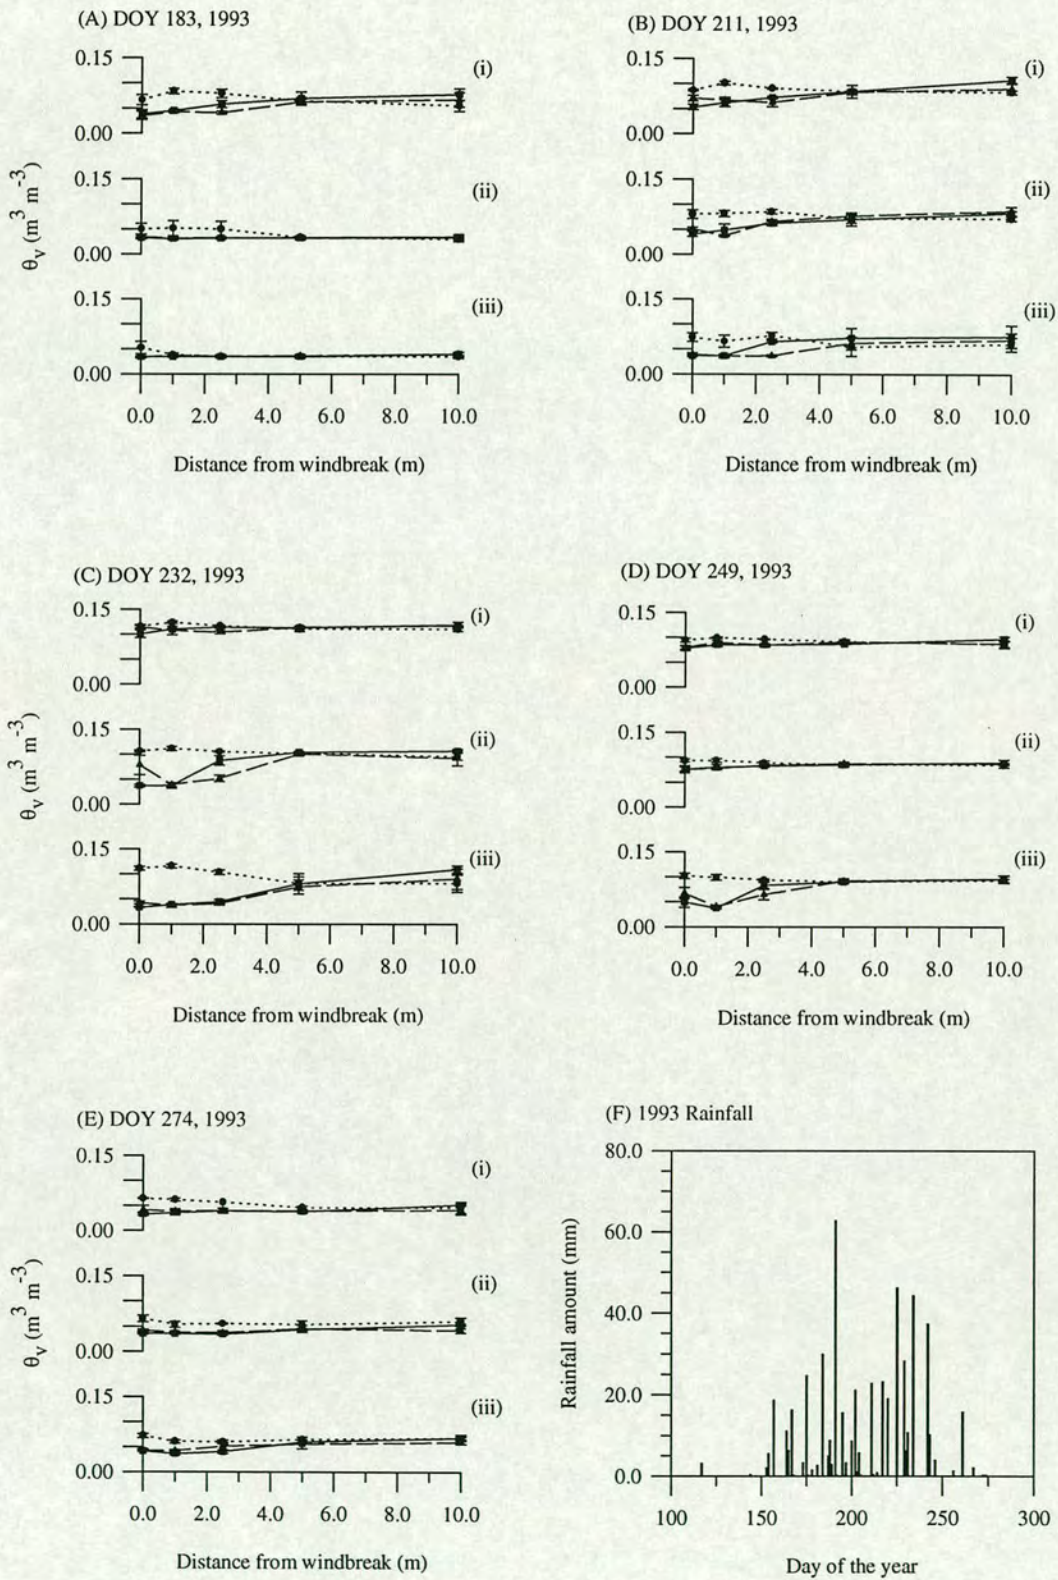 (A) DOY 183, 1993
0.15
0.00
(i)
0.15
0.00
(ii)
0.15
0.00
(iii)
θv (m³ m⁻³)
0.0 2.0 4.0 6.0 8.0 10.0
Distance from windbreak (m)
(B) DOY 211, 1993
0.15
0.00
(i)
0.15
0.00
(ii)
0.15
0.00
(iii)
0.0 2.0 4.0 6.0 8.0 10.0
Distance from windbreak (m)
(C) DOY 232, 1993
0.15
0.00
(i)
0.15
0.00
(ii)
0.15
0.00
(iii)
θv (m³ m⁻³)
0.0 2.0 4.0 6.0 8.0 10.0
Distance from windbreak (m)
(D) DOY 249, 1993
0.15
0.00
(i)
0.15
0.00
(ii)
0.15
0.00
(iii)
0.0 2.0 4.0 6.0 8.0 10.0
Distance from windbreak (m)
(E) DOY 274, 1993
0.15
0.00
(i)
0.15
0.00
(ii)
0.15
0.00
(iii)
θv (m³ m⁻³)
0.0 2.0 4.0 6.0 8.0 10.0
Distance from windbreak (m)
(F) 1993 Rainfall
80.0
60.0
40.0
20.0
0.0
Rainfall amount (mm)
100 150 200 250 300
Day of the year